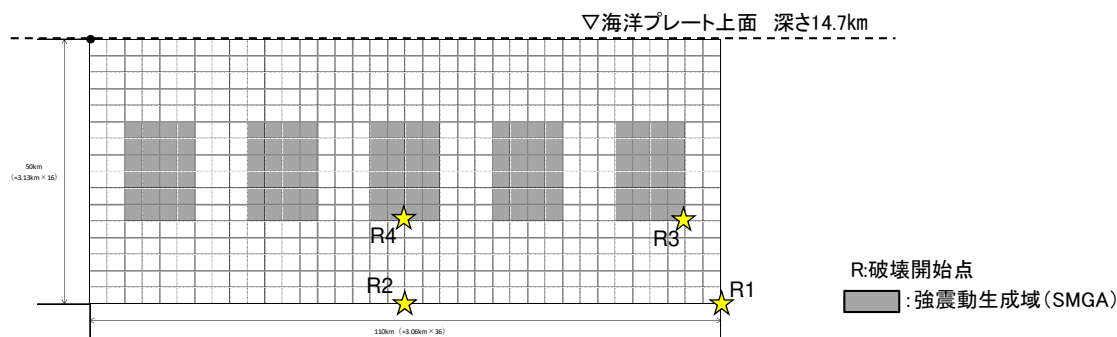 ▽海洋プレート上面 深さ14.7km
50km
(=3.13km×16)
R4
R3
R2
R1
110km (=3.06km×36)
R:破壊開始点
:強震動生成域(SMGA)